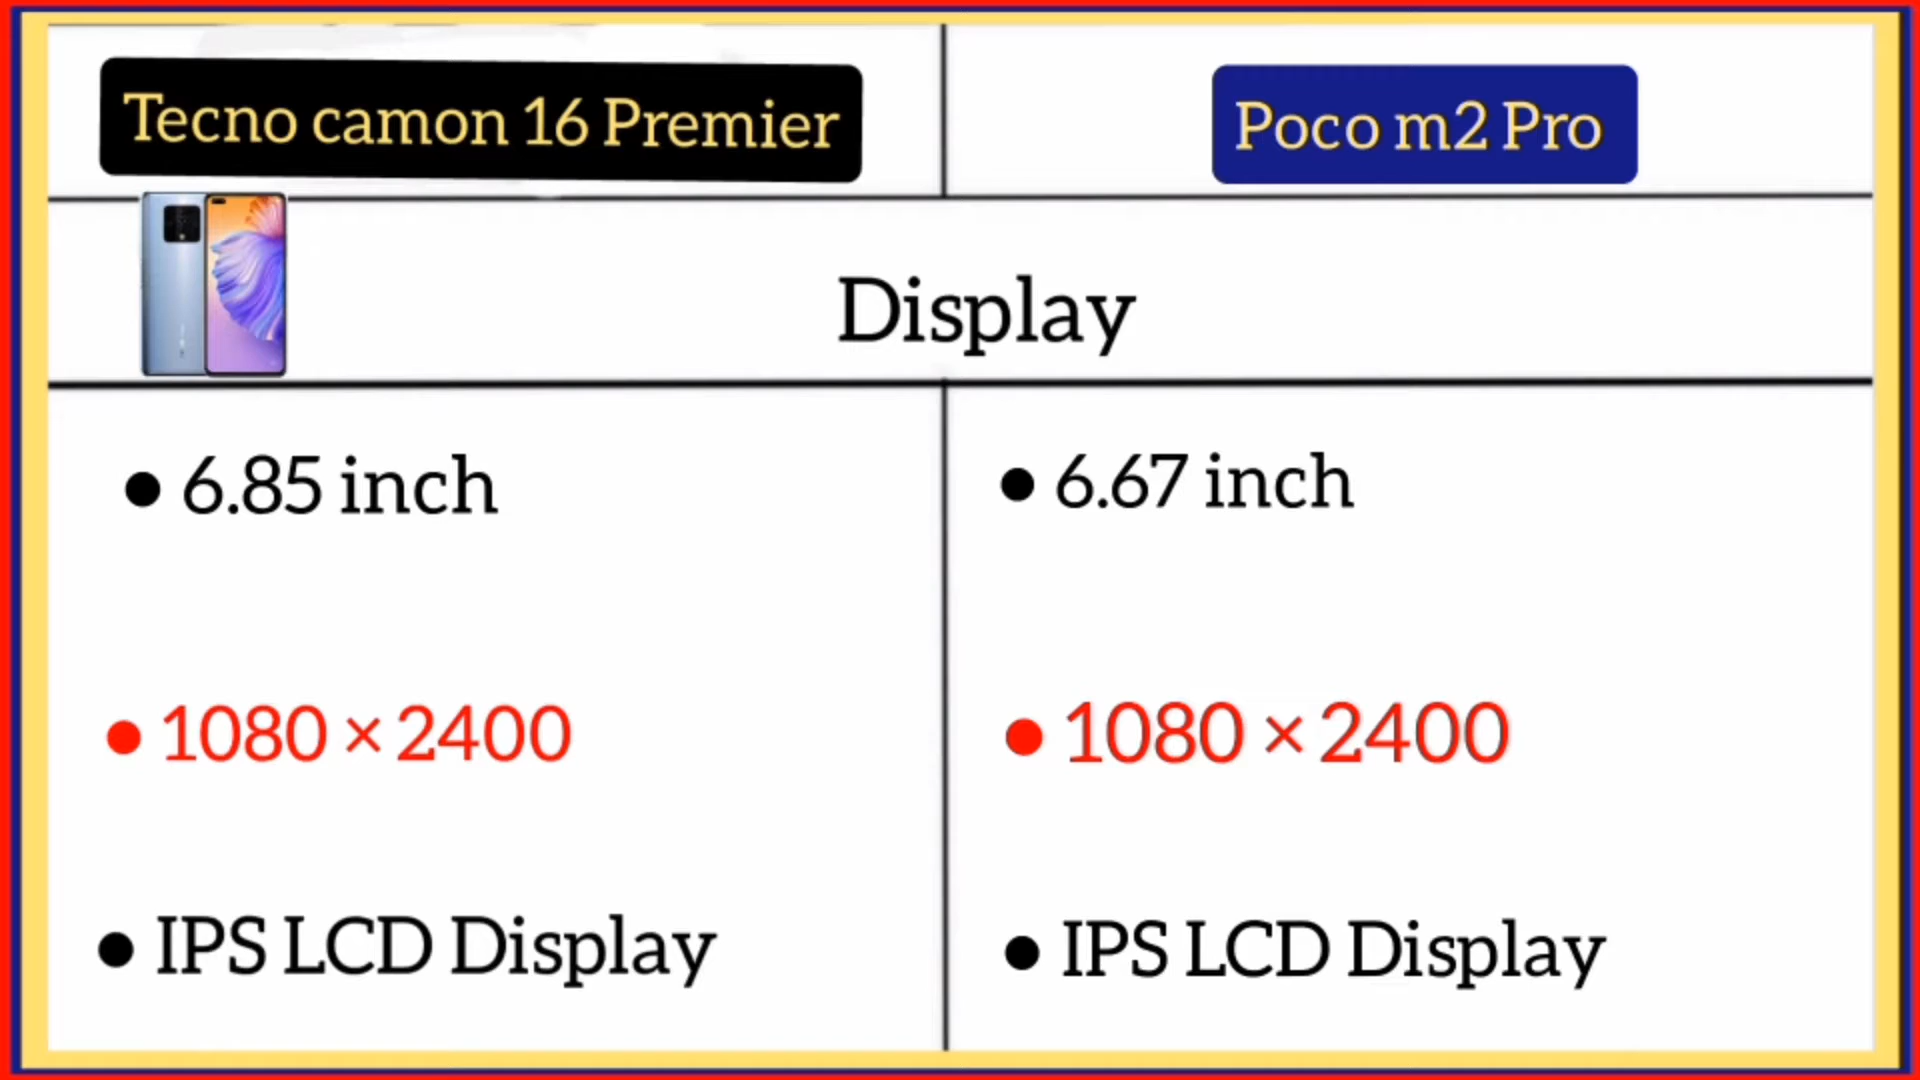 Tecno camon 16 Premier
Poco m2 Pro
Display
● 6.85 inch
● 6.67 inch
● 1080 × 2400
● 1080 × 2400
● IPS LCD Display
● IPS LCD Display